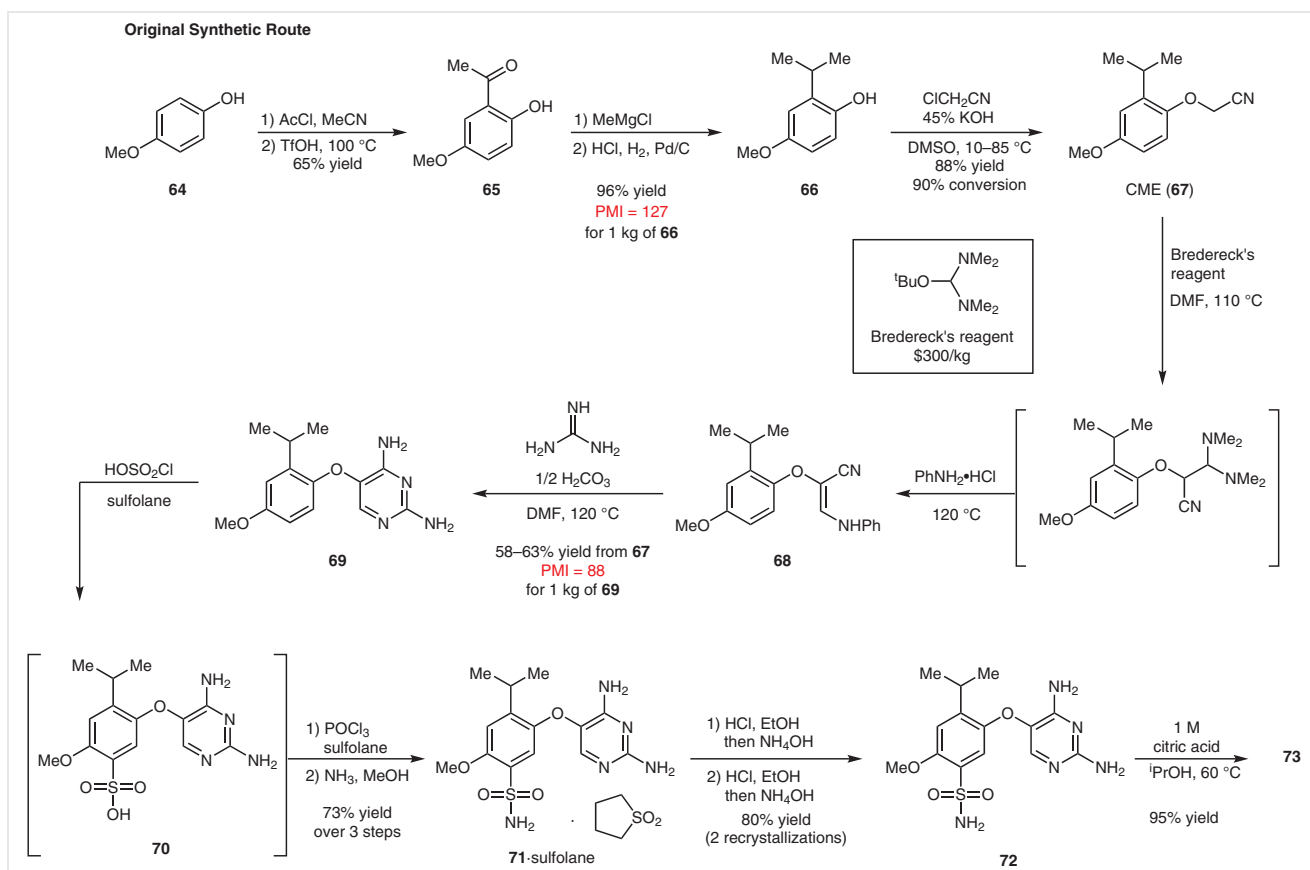 Original Synthetic Route
OH
MeO
64
1) AcCl, MeCN
2) TfOH, 100 °C
65% yield
Me
O
OH
MeO
65
1) MeMgCl
2) HCl, H2, Pd/C
96% yield
PMI = 127
for 1 kg of 66
Me
Me
OH
MeO
66
ClCH2CN
45% KOH
DMSO, 10–85 °C
88% yield
90% conversion
Me
Me
O
CN
MeO
CME (67)
Bredereck's
reagent
DMF, 110 °C
NMe2
tBuO
NMe2
Bredereck's reagent
$300/kg
Me
Me
NMe2
O
NMe2
MeO
CN
PhNH2•HCl
120 °C
Me
Me
O
CN
MeO
NHPh
68
NH
H2N
NH2
1/2 H2CO3
DMF, 120 °C
58–63% yield from 67
PMI = 88
for 1 kg of 69
Me
Me
NH2
O
N
MeO
N
NH2
69
HOSO2Cl
sulfolane
Me
Me
NH2
O
N
MeO
N
NH2
O
S
O
OH
70
1) POCl3
sulfolane
2) NH3, MeOH
73% yield
over 3 steps
Me
Me
NH2
O
N
MeO
N
NH2
O
S
O
NH2
·
SO2
71·sulfolane
1) HCl, EtOH
then NH4OH
2) HCl, EtOH
then NH4OH
80% yield
(2 recrystallizations)
Me
Me
NH2
O
N
MeO
N
NH2
O
S
O
NH2
72
1 M
citric acid
iPrOH, 60 °C
95% yield
73